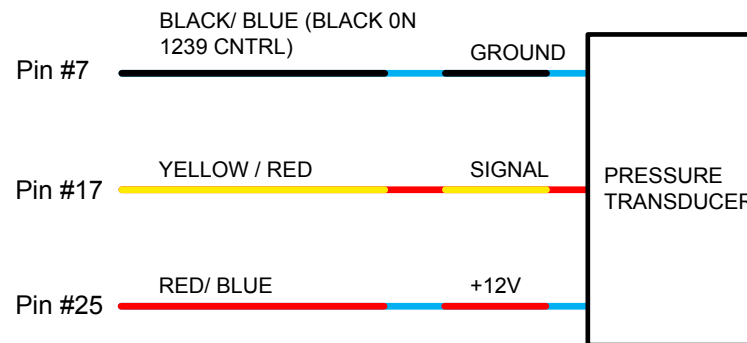 BLACK/ BLUE (BLACK 0N
1239 CNTRL)
GROUND
Pin #7
YELLOW / RED
SIGNAL
Pin #17
PRESSURE
TRANSDUCER
RED/ BLUE
+12V
Pin #25